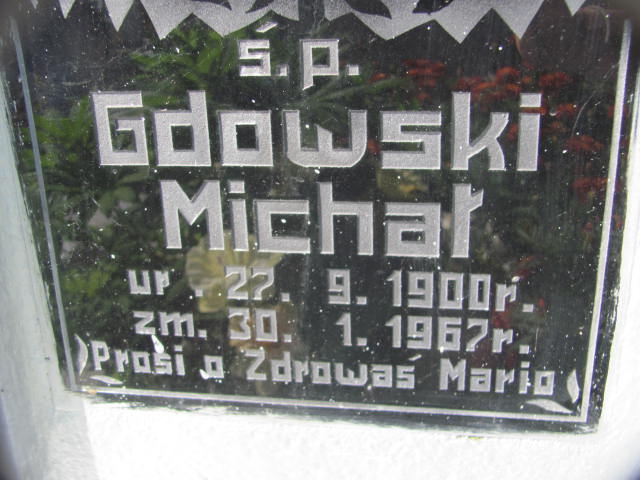 ś.p.
Gdowski
Michał
ur. 27. 9. 1900r.
zm. 30. 1. 1967r.
Prosi o Zdrowaś Mario